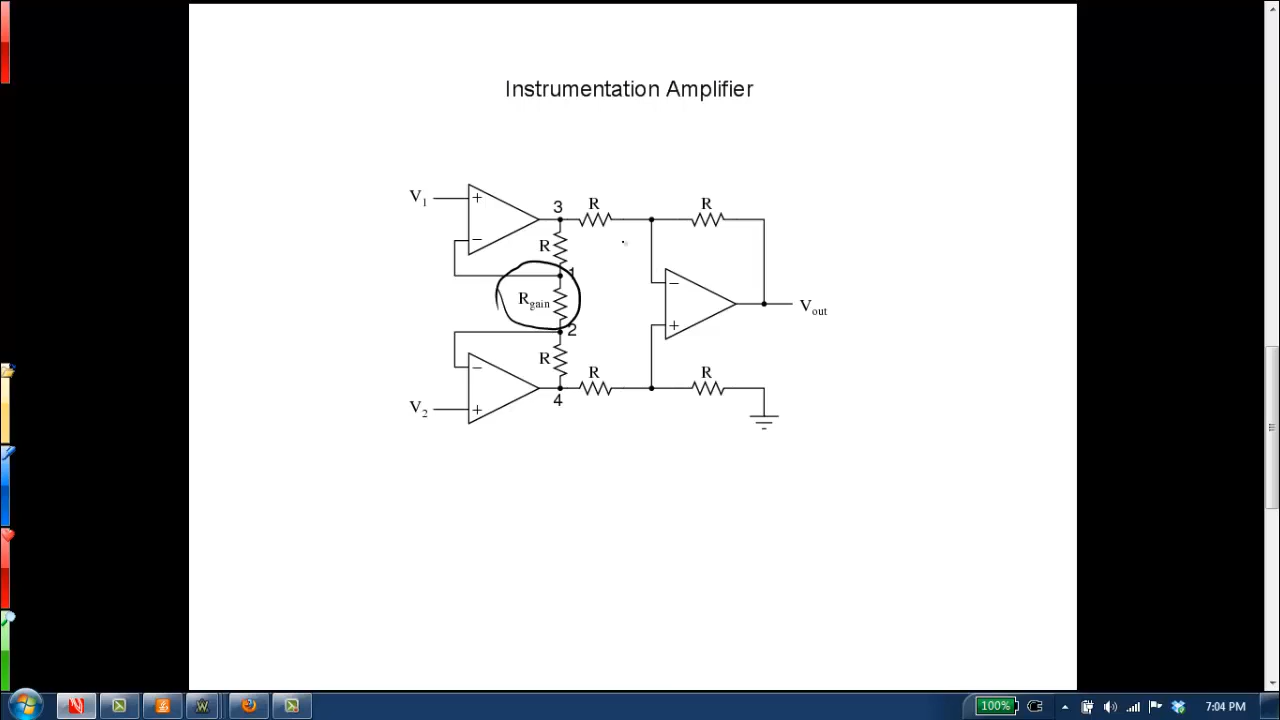 Instrumentation Amplifier
V1
+
3
R
R
−
R
1
Rgain
−
+
Vout
2
−
R
R
R
V2
+
4
100%
7:04 PM